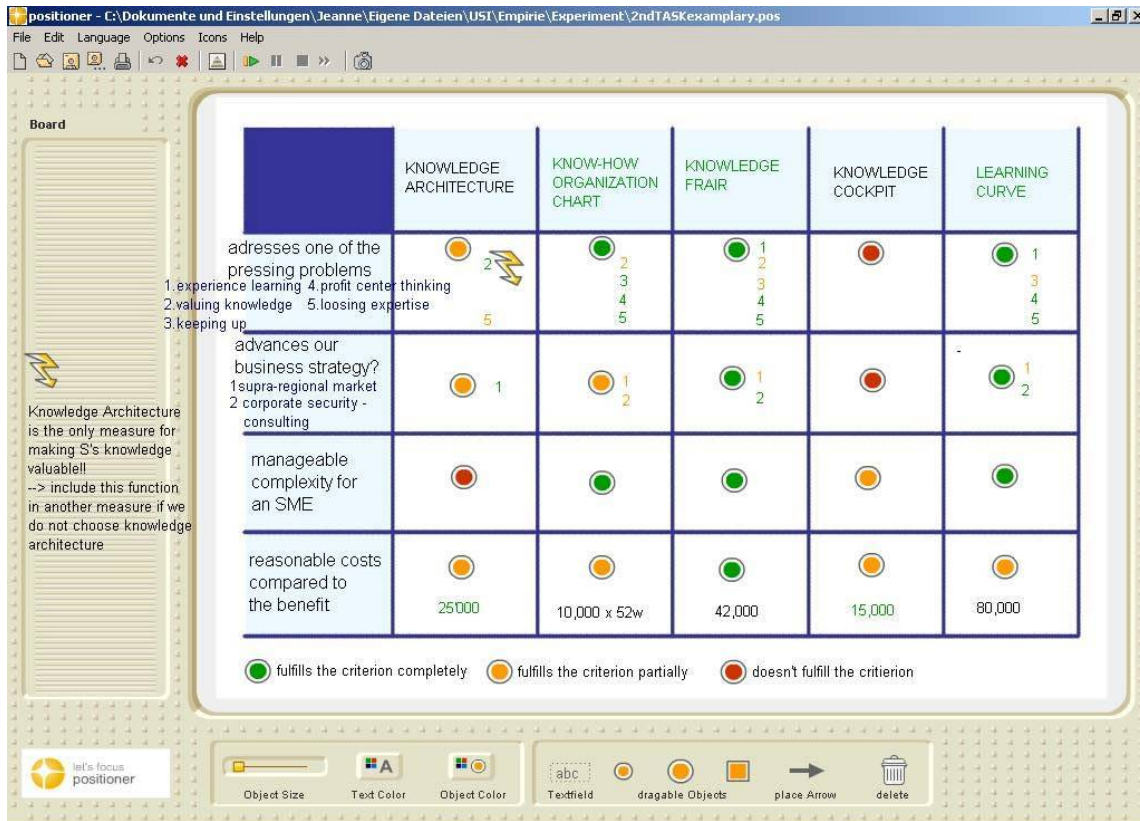 positioner - C:\Dokumente und Einstellungen\Jeanne\Eigene Dateien\USI\Empirie\Experiment\2ndTASKexamplary.pos
File Edit Language Options Icons Help
Board
Knowledge Architecture
is the only measure for
making S's knowledge
valuable!!
--> include this function
in another measure if we
do not choose knowledge
architecture
KNOWLEDGE
ARCHITECTURE
KNOW-HOW
ORGANIZATION
CHART
KNOWLEDGE
FRAIR
KNOWLEDGE
COCKPIT
LEARNING
CURVE
adresses one of the
pressing problems
1.experience learning 4.profit center thinking
2.valuing knowledge 5.loosing expertise
3.keeping up
2
5
2
3
4
5
1
2
3
4
5
1
3
4
5
advances our
business strategy?
1supra-regional market
2 corporate security -
consulting
1
1
2
1
2
-
1
2
manageable
complexity for
an SME
reasonable costs
compared to
the benefit
25'000
10,000 x 52w
42,000
15,000
80,000
fulfills the criterion completely
fulfills the criterion partially
doesn't fulfill the critierion
let's focus
positioner
Object Size
A
Text Color
Object Color
abc
Textfield
dragable Objects
place Arrow
delete